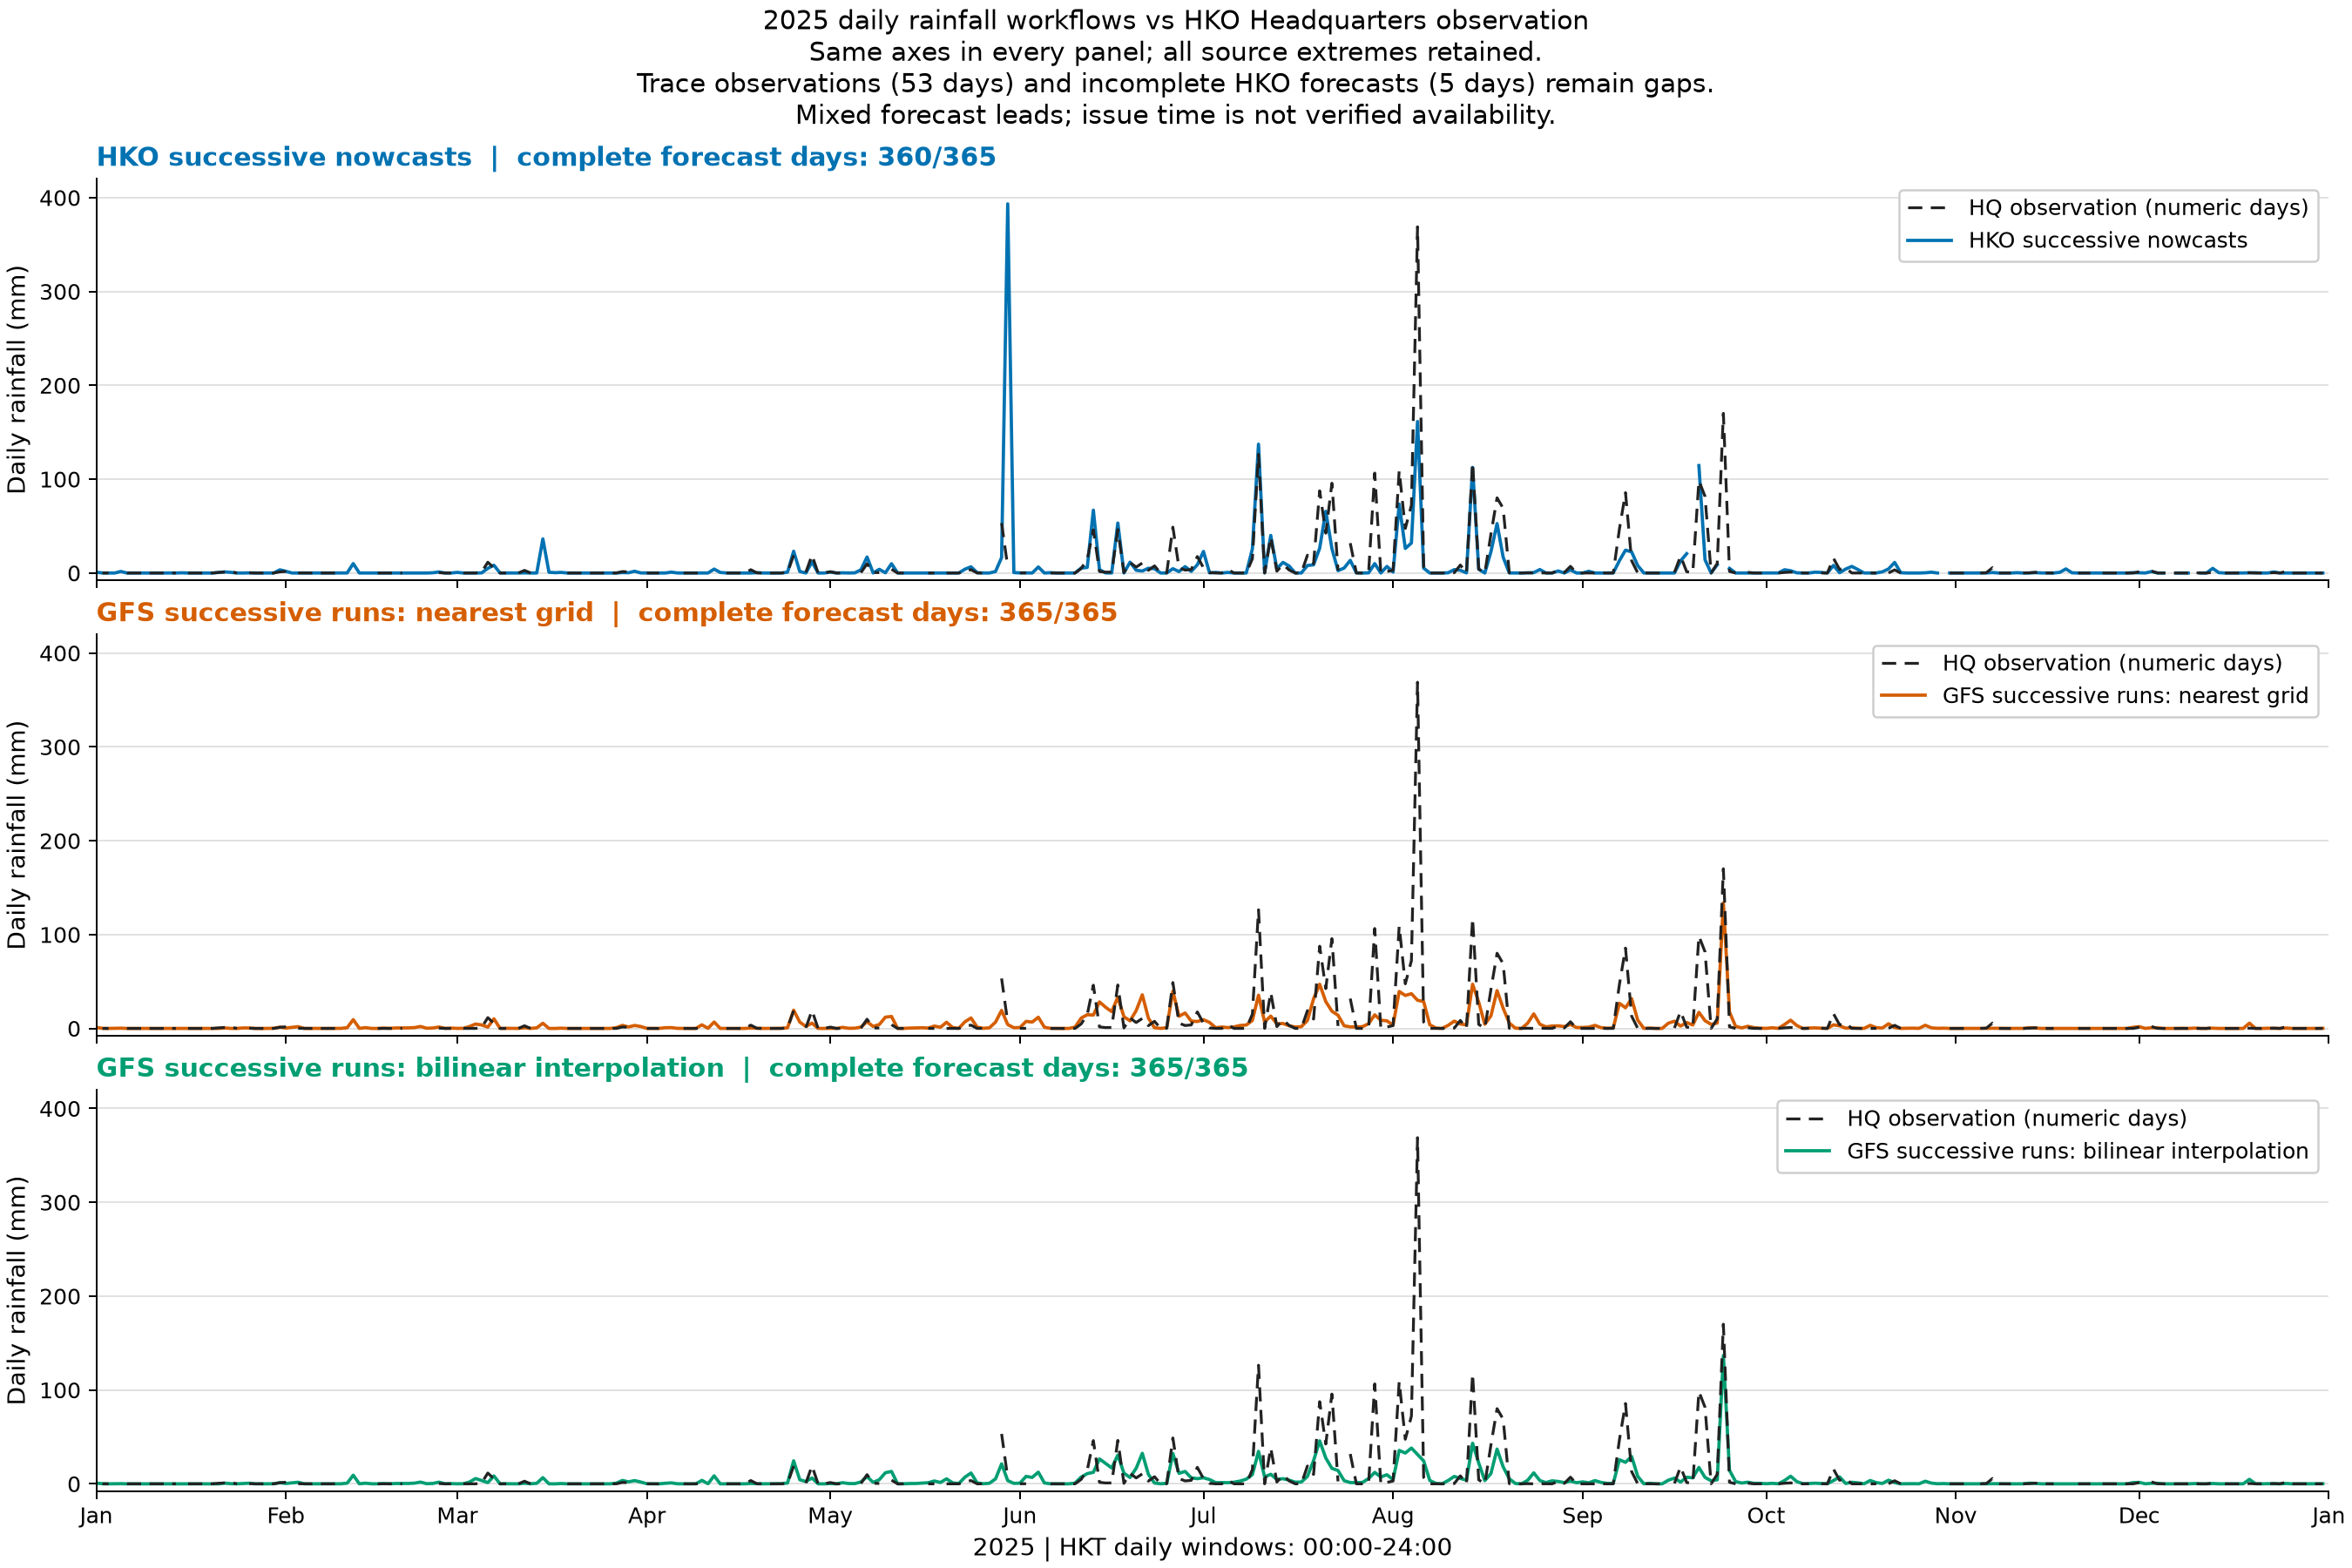 2025 daily rainfall workflows vs HKO Headquarters observation
Same axes in every panel; all source extremes retained.
Trace observations (53 days) and incomplete HKO forecasts (5 days) remain gaps.
Mixed forecast leads; issue time is not verified availability.
HKO successive nowcasts | complete forecast days: 360/365
Daily rainfall (mm)
400
300
200
100
0
HQ observation (numeric days)
HKO successive nowcasts
GFS successive runs: nearest grid | complete forecast days: 365/365
Daily rainfall (mm)
400
300
200
100
0
HQ observation (numeric days)
GFS successive runs: nearest grid
GFS successive runs: bilinear interpolation | complete forecast days: 365/365
Daily rainfall (mm)
400
300
200
100
0
HQ observation (numeric days)
GFS successive runs: bilinear interpolation
Jan Feb Mar Apr May Jun Jul Aug Sep Oct Nov Dec Jan
2025 | HKT daily windows: 00:00-24:00